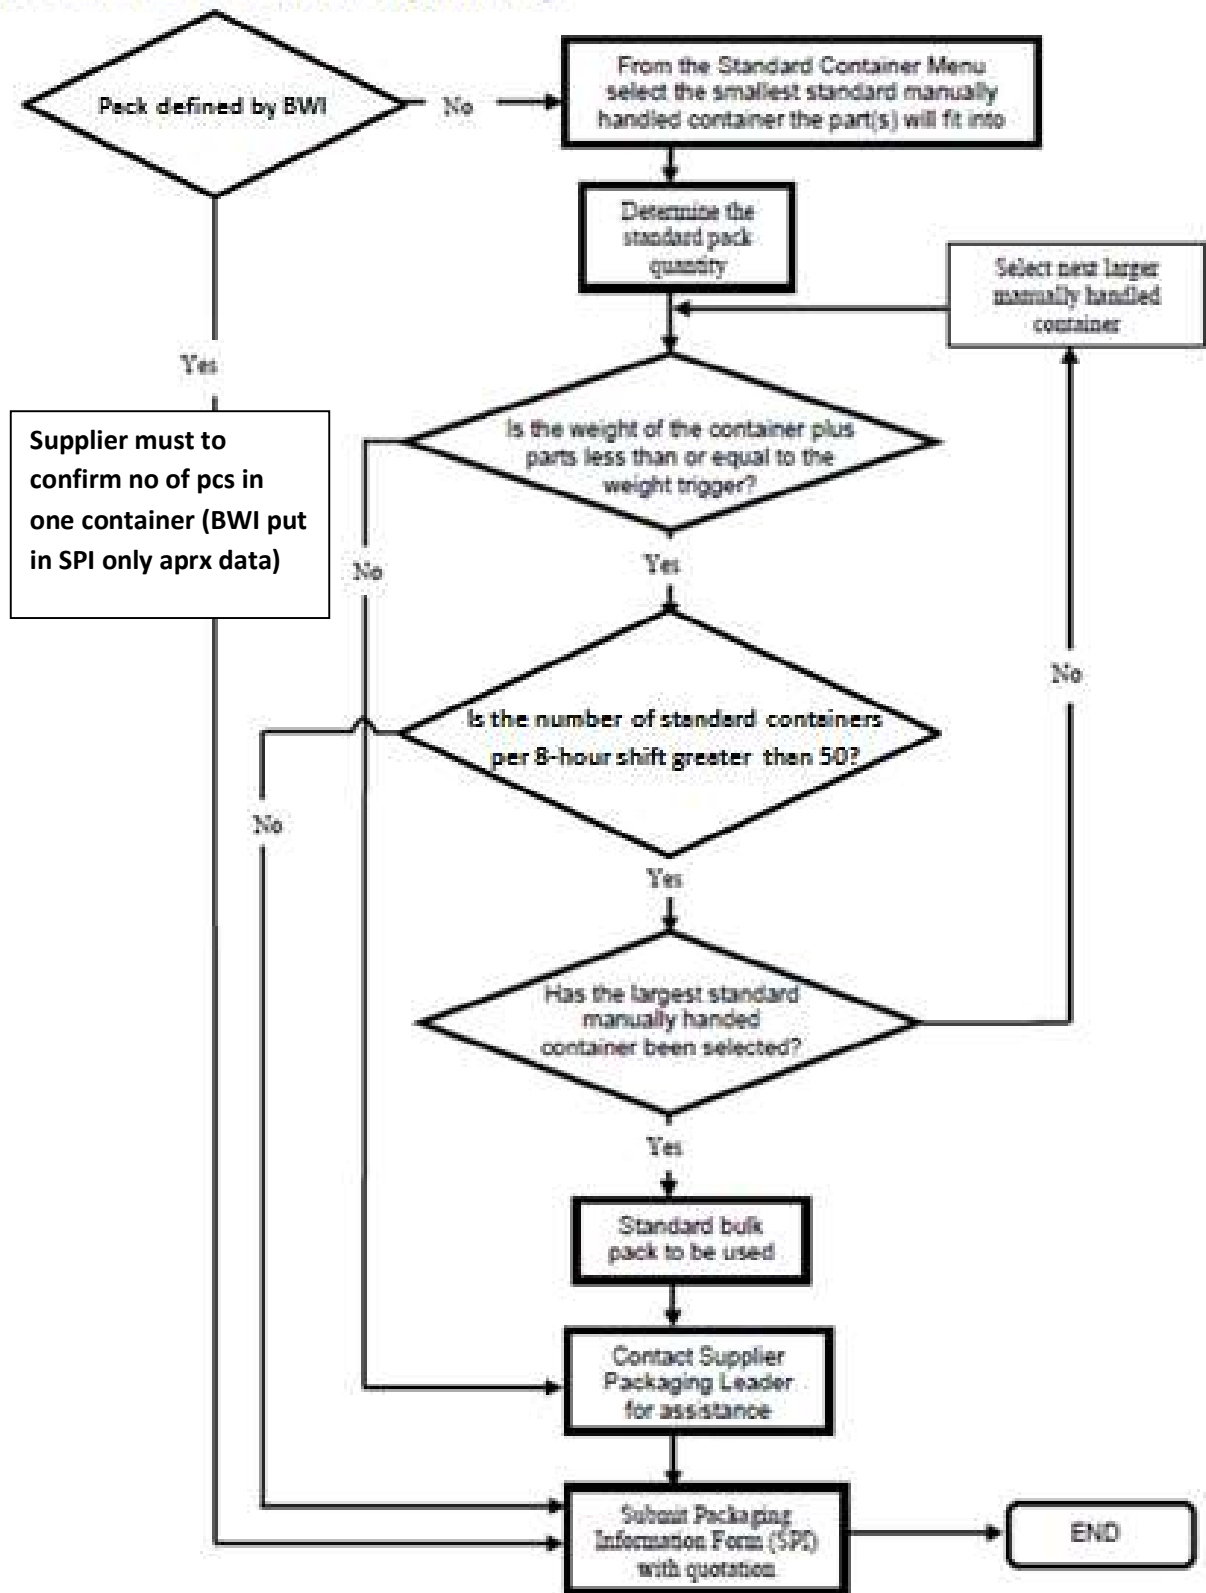 Pack defined by BWI
No
From the Standard Container Menu
select the smallest standard manually
handled container the part(s) will fit into
Determine the
standard pack
quantity
Select next larger
manually handled
container
Yes
Supplier must to
confirm no of pcs in
one container (BWI put
in SPI only aprx data)
Is the weight of the container plus
parts less than or equal to the
weight trigger?
No
Yes
Is the number of standard containers
per 8-hour shift greater than 50?
No
No
Yes
Has the largest standard
manually handed
container been selected?
Yes
Standard bulk
pack to be used
Contact Supplier
Packaging Leader
for assistance
Submit Packaging
Information Form (SPI)
with quotation
END